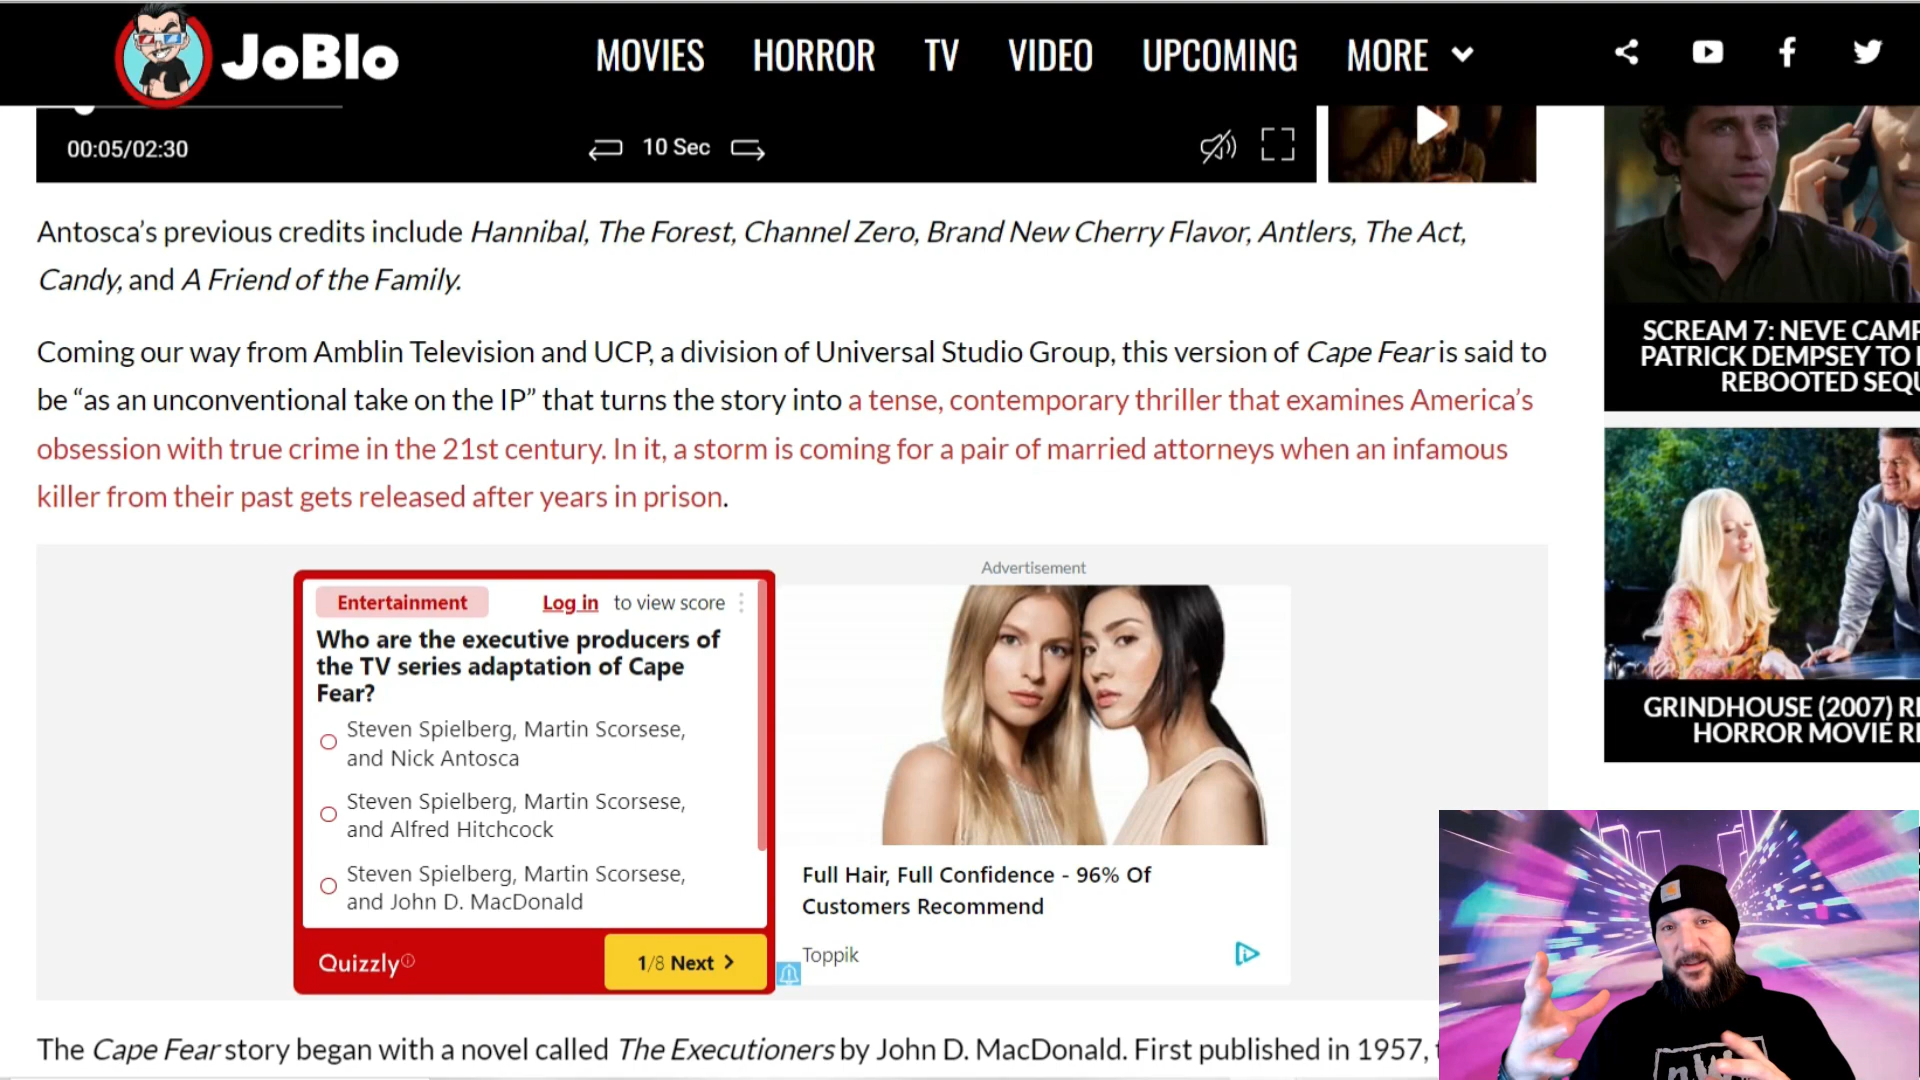 JoBlo
MOVIES HORROR TV VIDEO UPCOMING MORE
00:05/02:30
10 Sec
Antosca's previous credits include Hannibal, The Forest, Channel Zero, Brand New Cherry Flavor, Antlers, The Act,
Candy, and A Friend of the Family.
Coming our way from Amblin Television and UCP, a division of Universal Studio Group, this version of Cape Fear is said to
be “as an unconventional take on the IP” that turns the story into a tense, contemporary thriller that examines America's
obsession with true crime in the 21st century. In it, a storm is coming for a pair of married attorneys when an infamous
killer from their past gets released after years in prison.
Entertainment
Log in to view score
Who are the executive producers of
the TV series adaptation of Cape
Fear?
Steven Spielberg, Martin Scorsese,
and Nick Antosca
Steven Spielberg, Martin Scorsese,
and Alfred Hitchcock
Steven Spielberg, Martin Scorsese,
and John D. MacDonald
Quizzly
1/8 Next
Advertisement
Full Hair, Full Confidence - 96% Of
Customers Recommend
Toppik
The Cape Fear story began with a novel called The Executioners by John D. MacDonald. First published in 1957,
SCREAM 7: NEVE CAMP
PATRICK DEMPSEY TO
REBOOTED SEQU
GRINDHOUSE (2007) RE
HORROR MOVIE RE